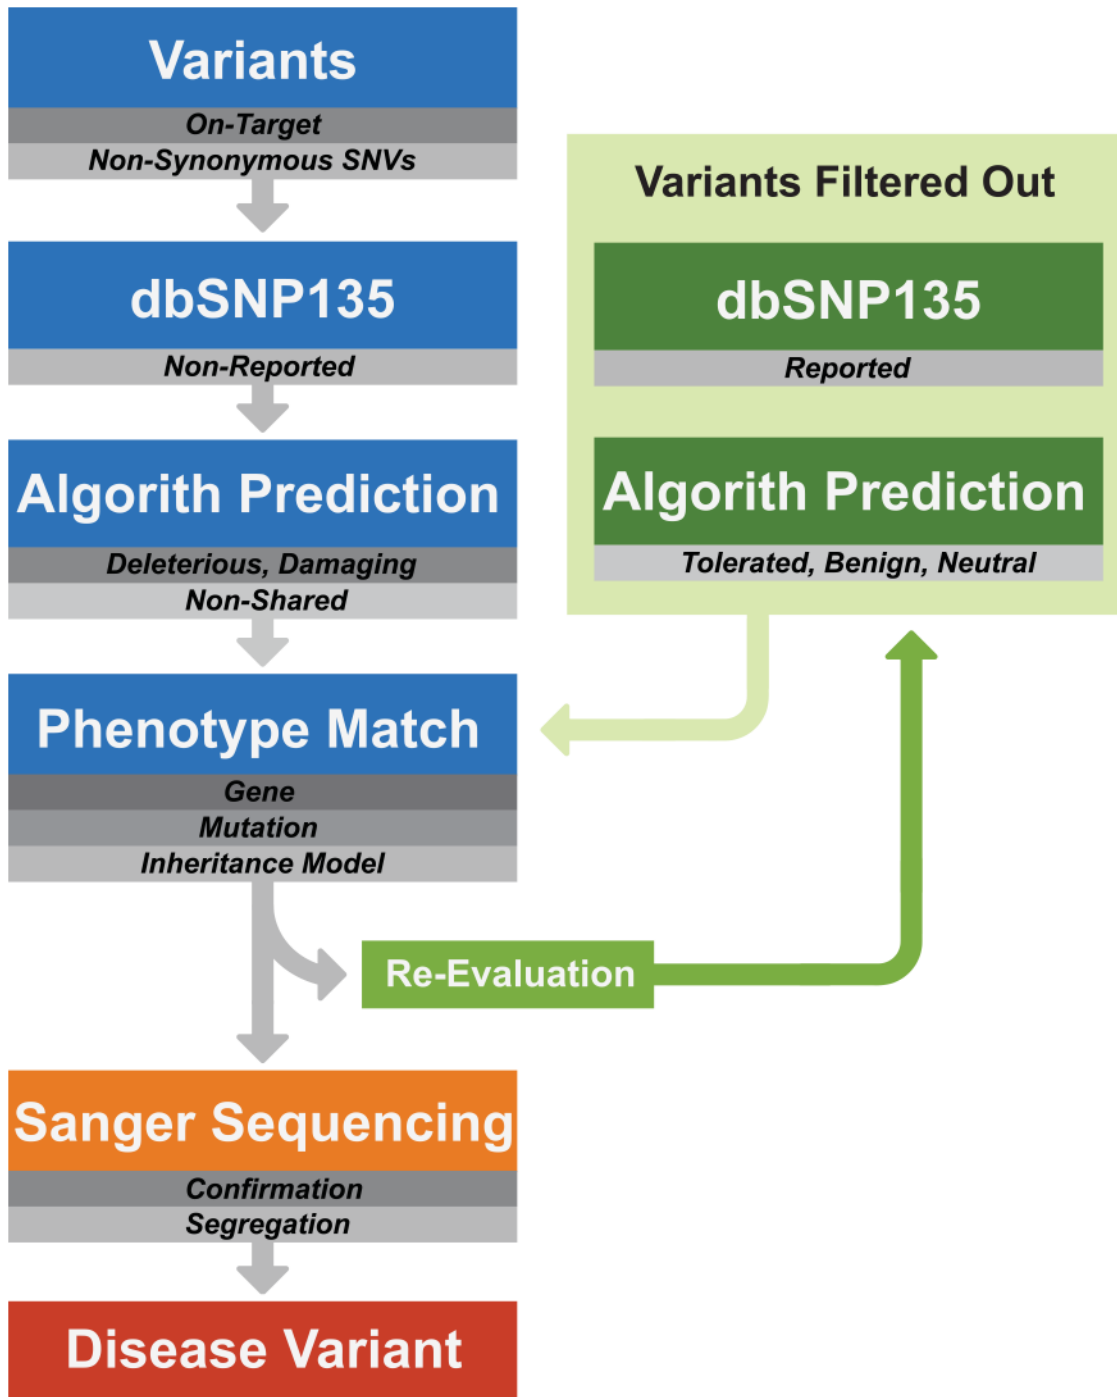 Variants
On-Target
Non-Synonymous SNVs
dbSNP135
Non-Reported
Algorith Prediction
Deleterious, Damaging
Non-Shared
Phenotype Match
Gene
Mutation
Inheritance Model
Re-Evaluation
Sanger Sequencing
Confirmation
Segregation
Disease Variant
Variants Filtered Out
dbSNP135
Reported
Algorith Prediction
Tolerated, Benign, Neutral